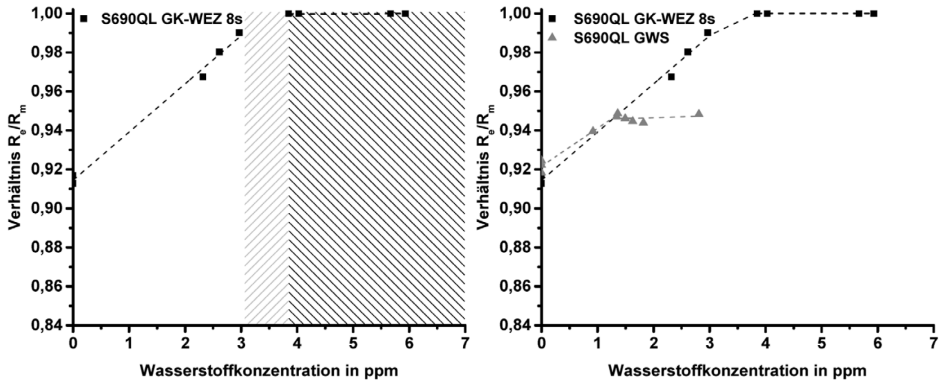 1,00
0,98
0,96
0,94
0,92
0,90
0,88
0,86
0,84
Verhältnis Re/Rm
S690QL GK-WEZ 8s
0 1 2 3 4 5 6 7
Wasserstoffkonzentration in ppm
1,00
0,98
0,96
0,94
0,92
0,90
0,88
0,86
0,84
Verhältnis Re/Rm
S690QL GK-WEZ 8s
S690QL GWS
0 1 2 3 4 5 6 7
Wasserstoffkonzentration in ppm